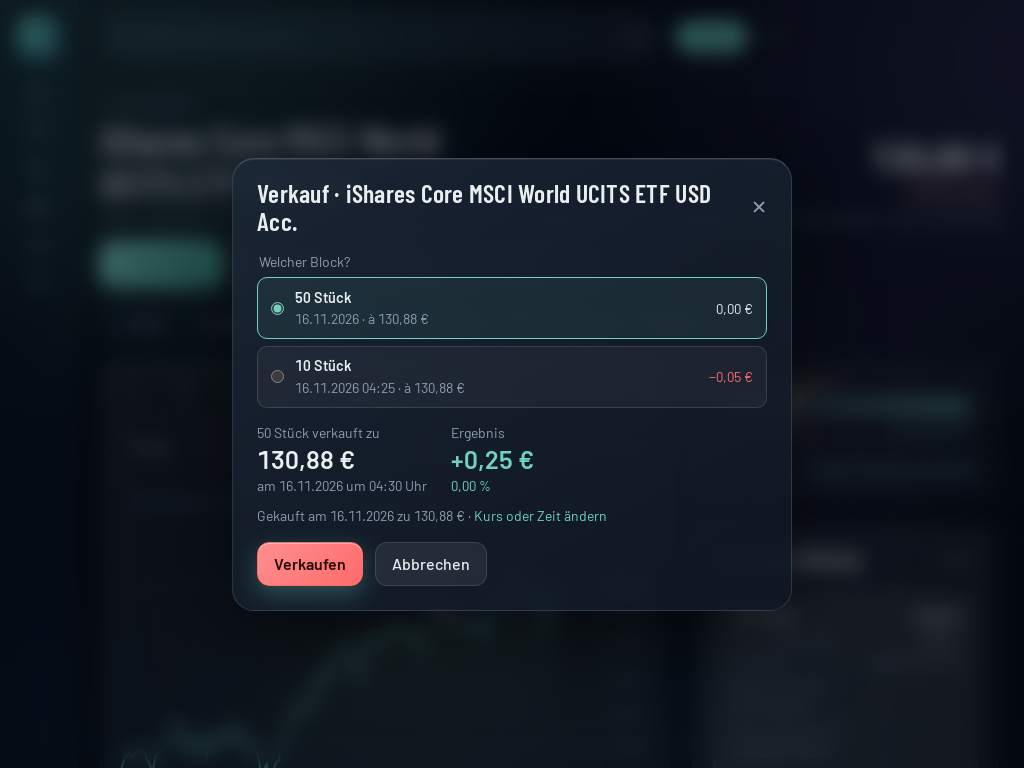 Verkauf · iShares Core MSCI World UCITS ETF USD
Acc.
×
Welcher Block?
50 Stück
16.11.2026 · à 130,88 €
0,00 €
10 Stück
16.11.2026 04:25 · à 130,88 €
−0,05 €
50 Stück verkauft zu
130,88 €
am 16.11.2026 um 04:30 Uhr
Ergebnis
+0,25 €
0,00 %
Gekauft am 16.11.2026 zu 130,88 € · Kurs oder Zeit ändern
Verkaufen
Abbrechen